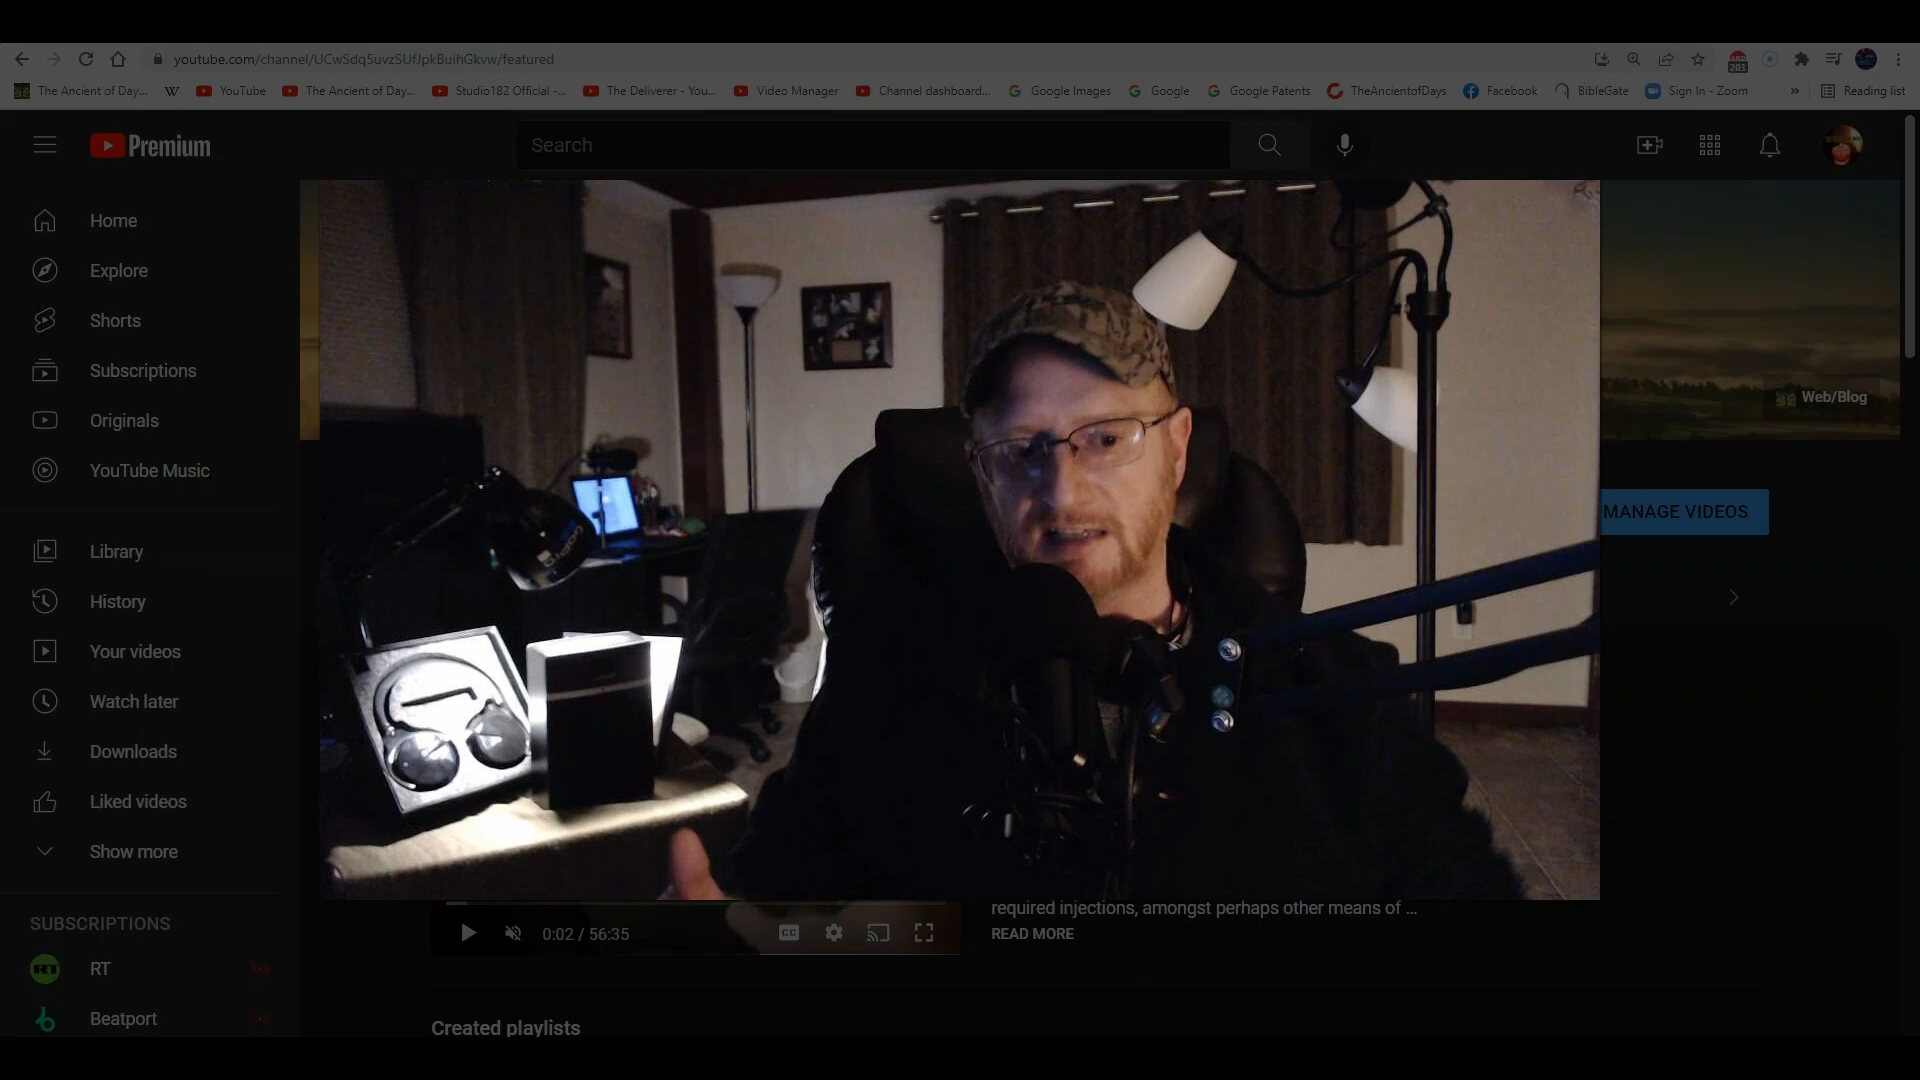 youtube.com/channel/UCwSdq5uvzSUfJpkBuihGkvw/featured
203
The Ancient of Day... W YouTube The Ancient of Day... Studio182 Official -... The Deliverer - You... Video Manager Channel dashboard... Google Images Google Google Patents TheAncientofDays Facebook BibleGate Sign In - Zoom » Reading list
Premium
Search
Home
Explore
Shorts
Subscriptions
Originals
YouTube Music
Web/Blog
MANAGE VIDEOS
Library
History
Your videos
Watch later
Downloads
Liked videos
Show more
required injections, amongst perhaps other means of ...
READ MORE
0:02 / 56:35
CC
SUBSCRIPTIONS
RT
RT
Beatport
Created playlists